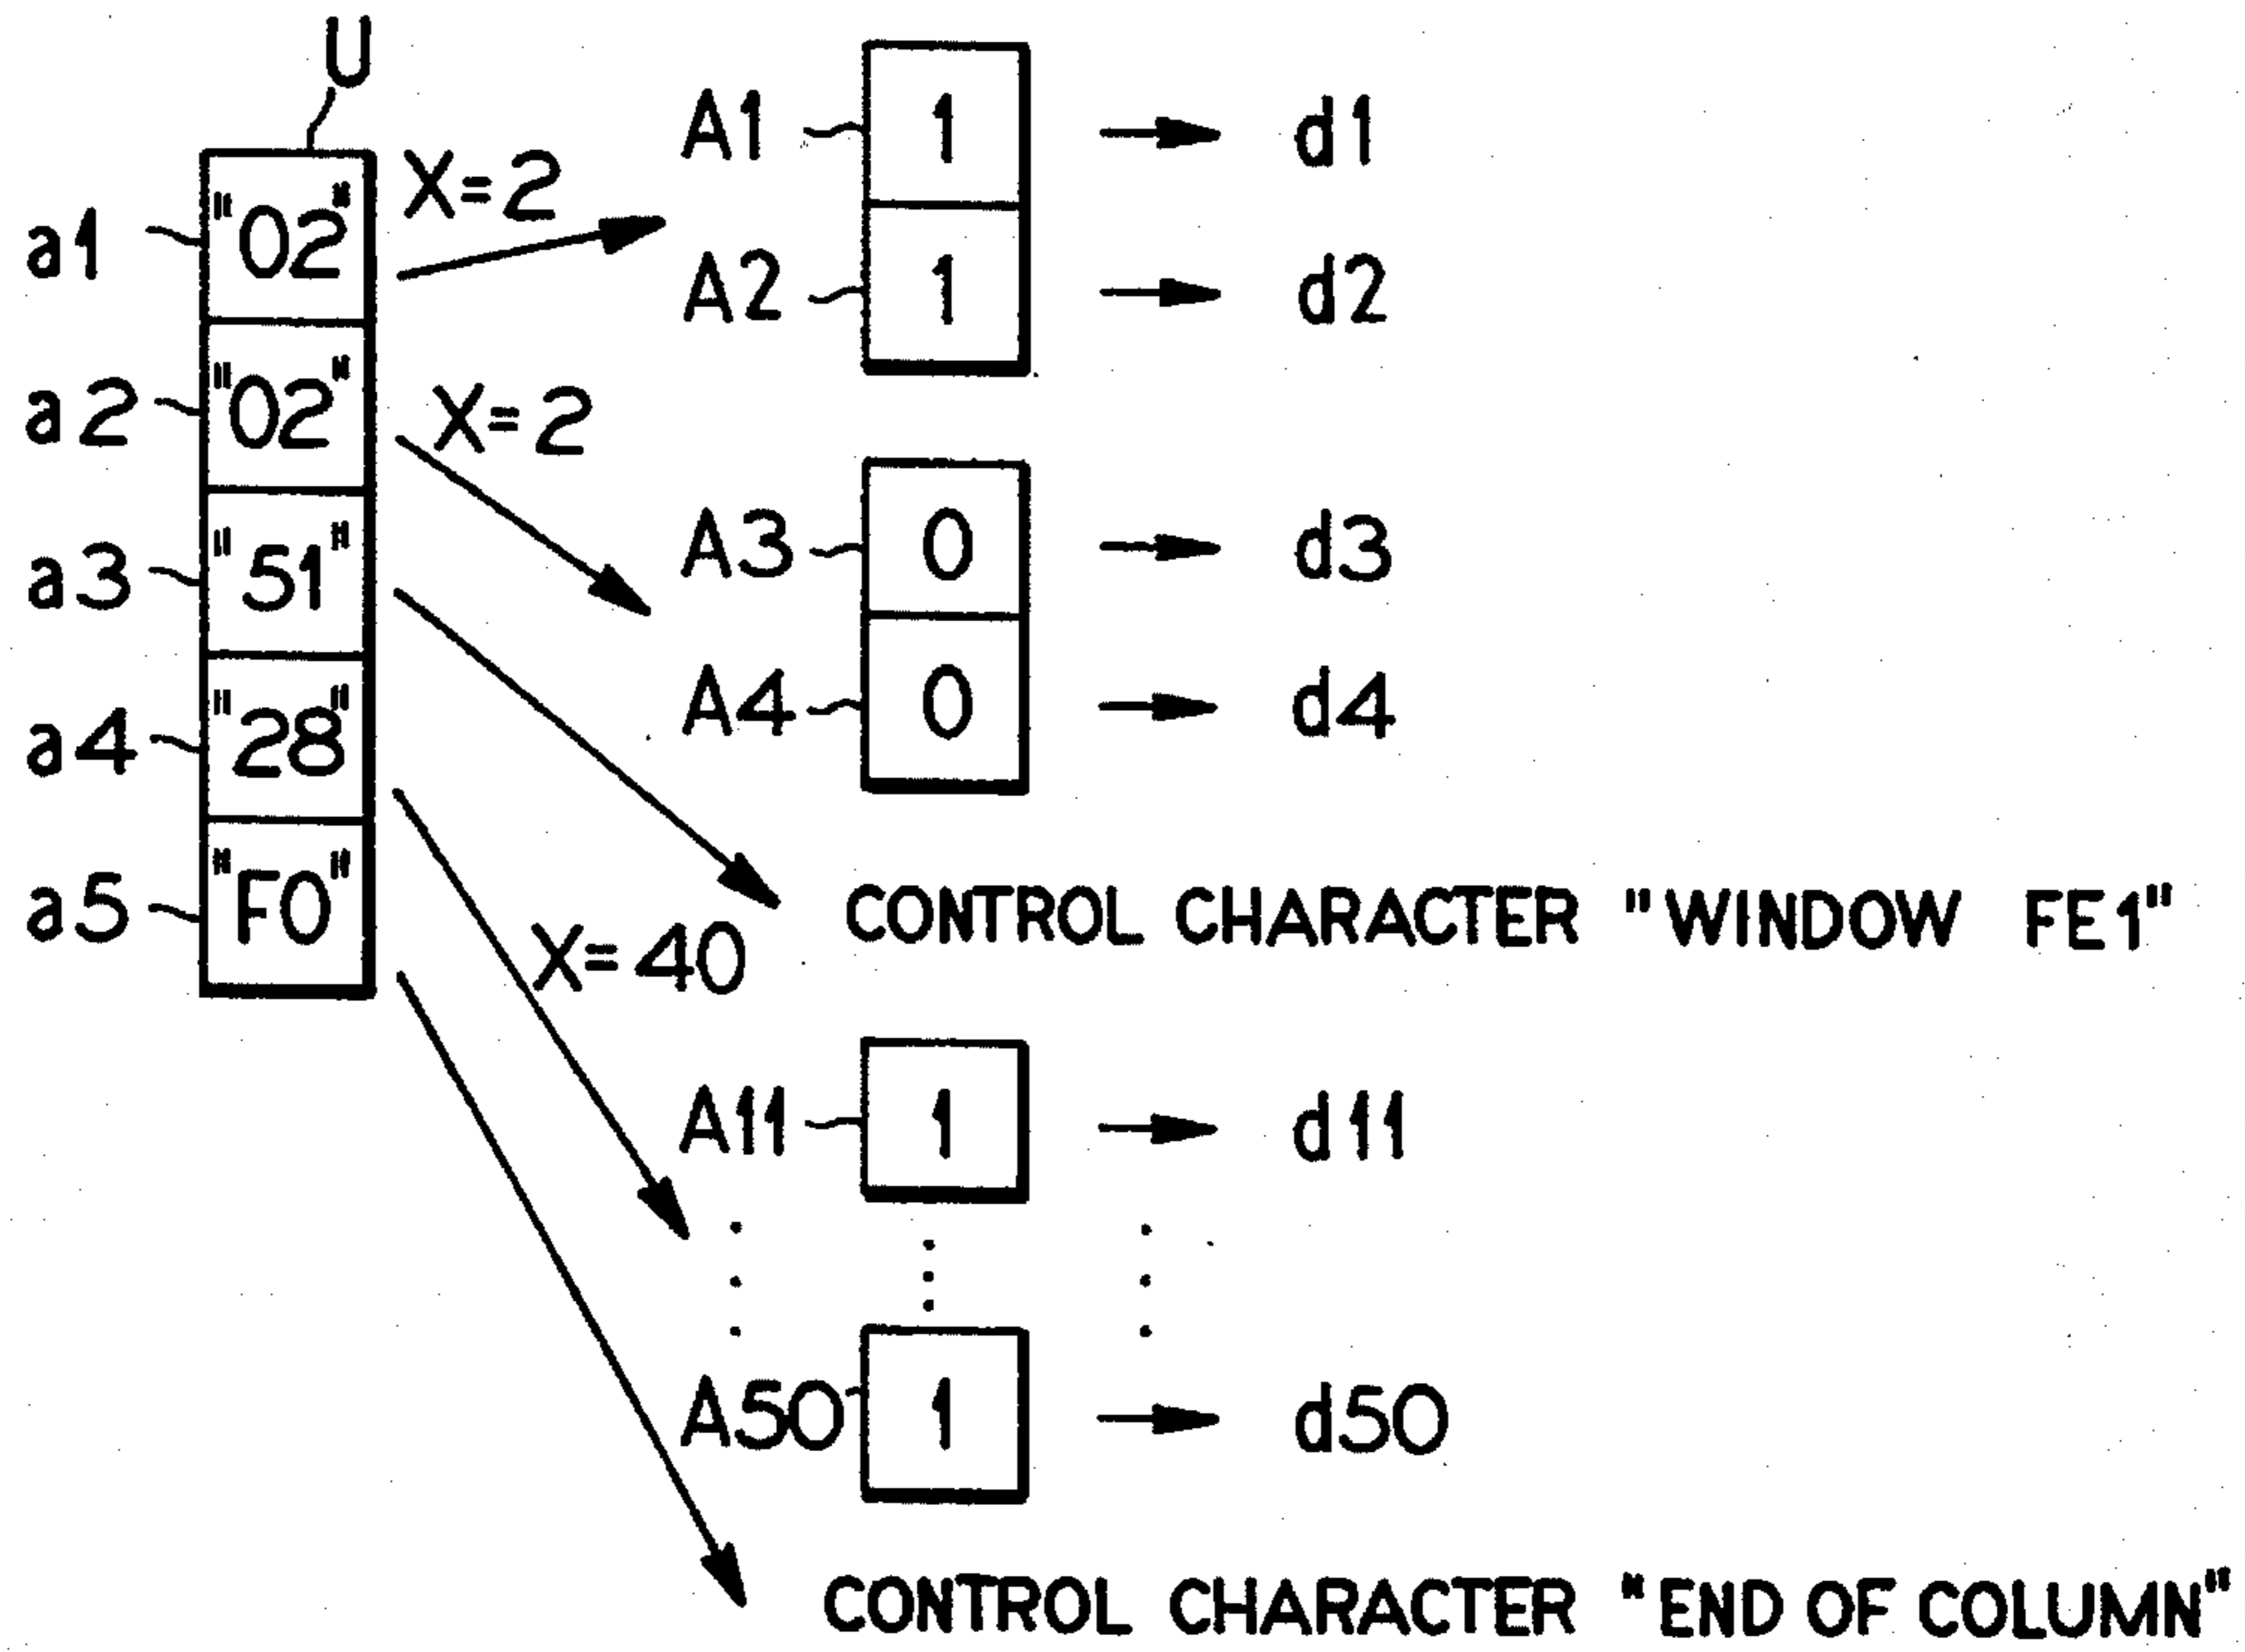 U
A1 1 d1
X=2
a1 "02"
A2 1 d2
a2 "02" X=2
A3 0 d3
a3 "51"
A4 0 d4
a4 "28"
a5 "F0" CONTROL CHARACTER "WINDOW FE1"
X=40
A11 1 d11
A50 1 d50
CONTROL CHARACTER "END OF COLUMN"